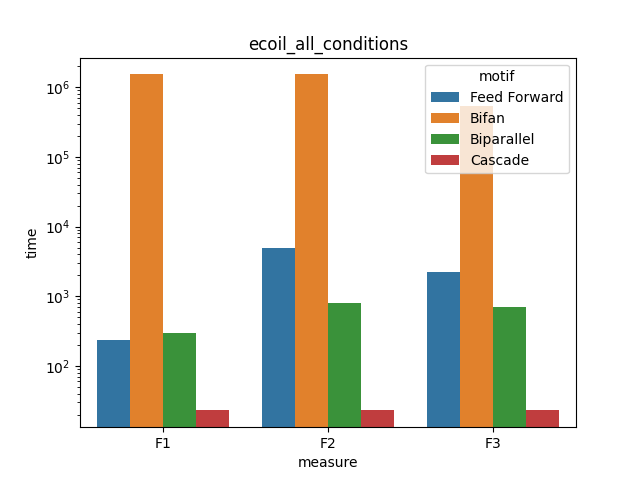 ecoil_all_conditions
motif
Feed Forward
Bifan
Biparallel
Cascade
10^6
10^5
10^4
10^3
10^2
time
F1 F2 F3
measure